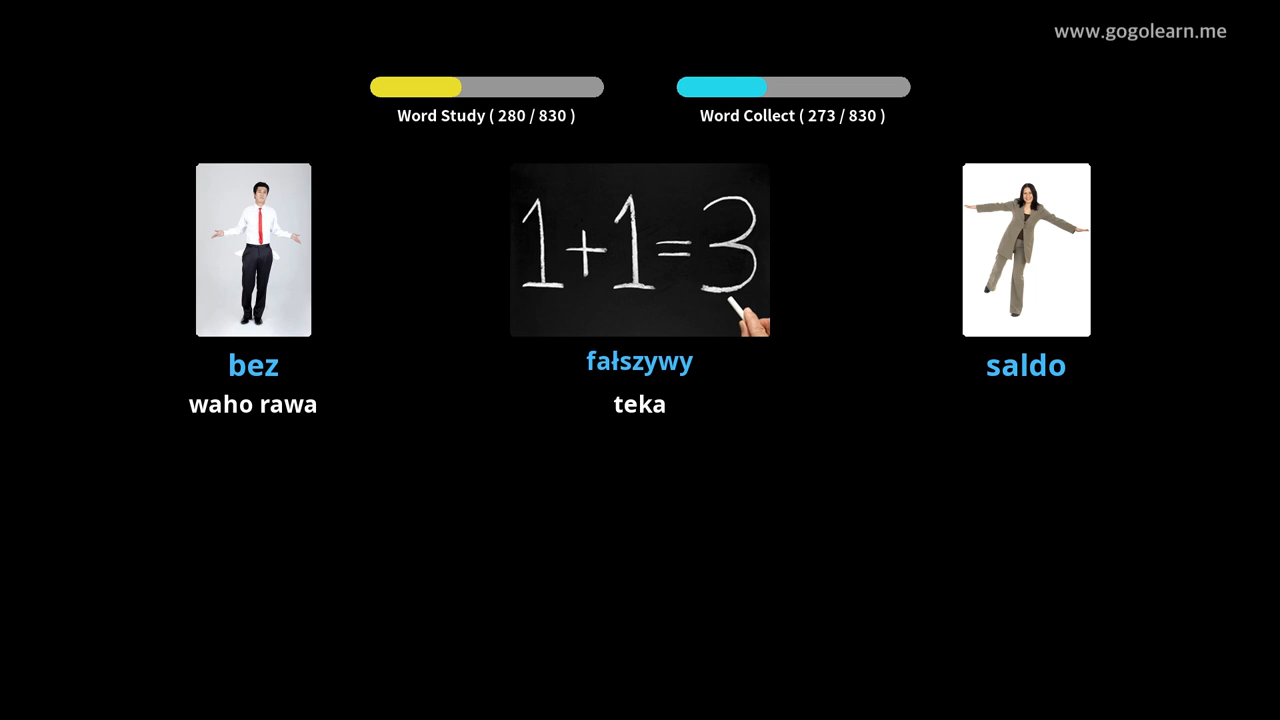 www.gogolearn.me
Word Study ( 280 / 830 )
Word Collect ( 273 / 830 )
1+1=3
bez
fałszywy
saldo
waho rawa
teka